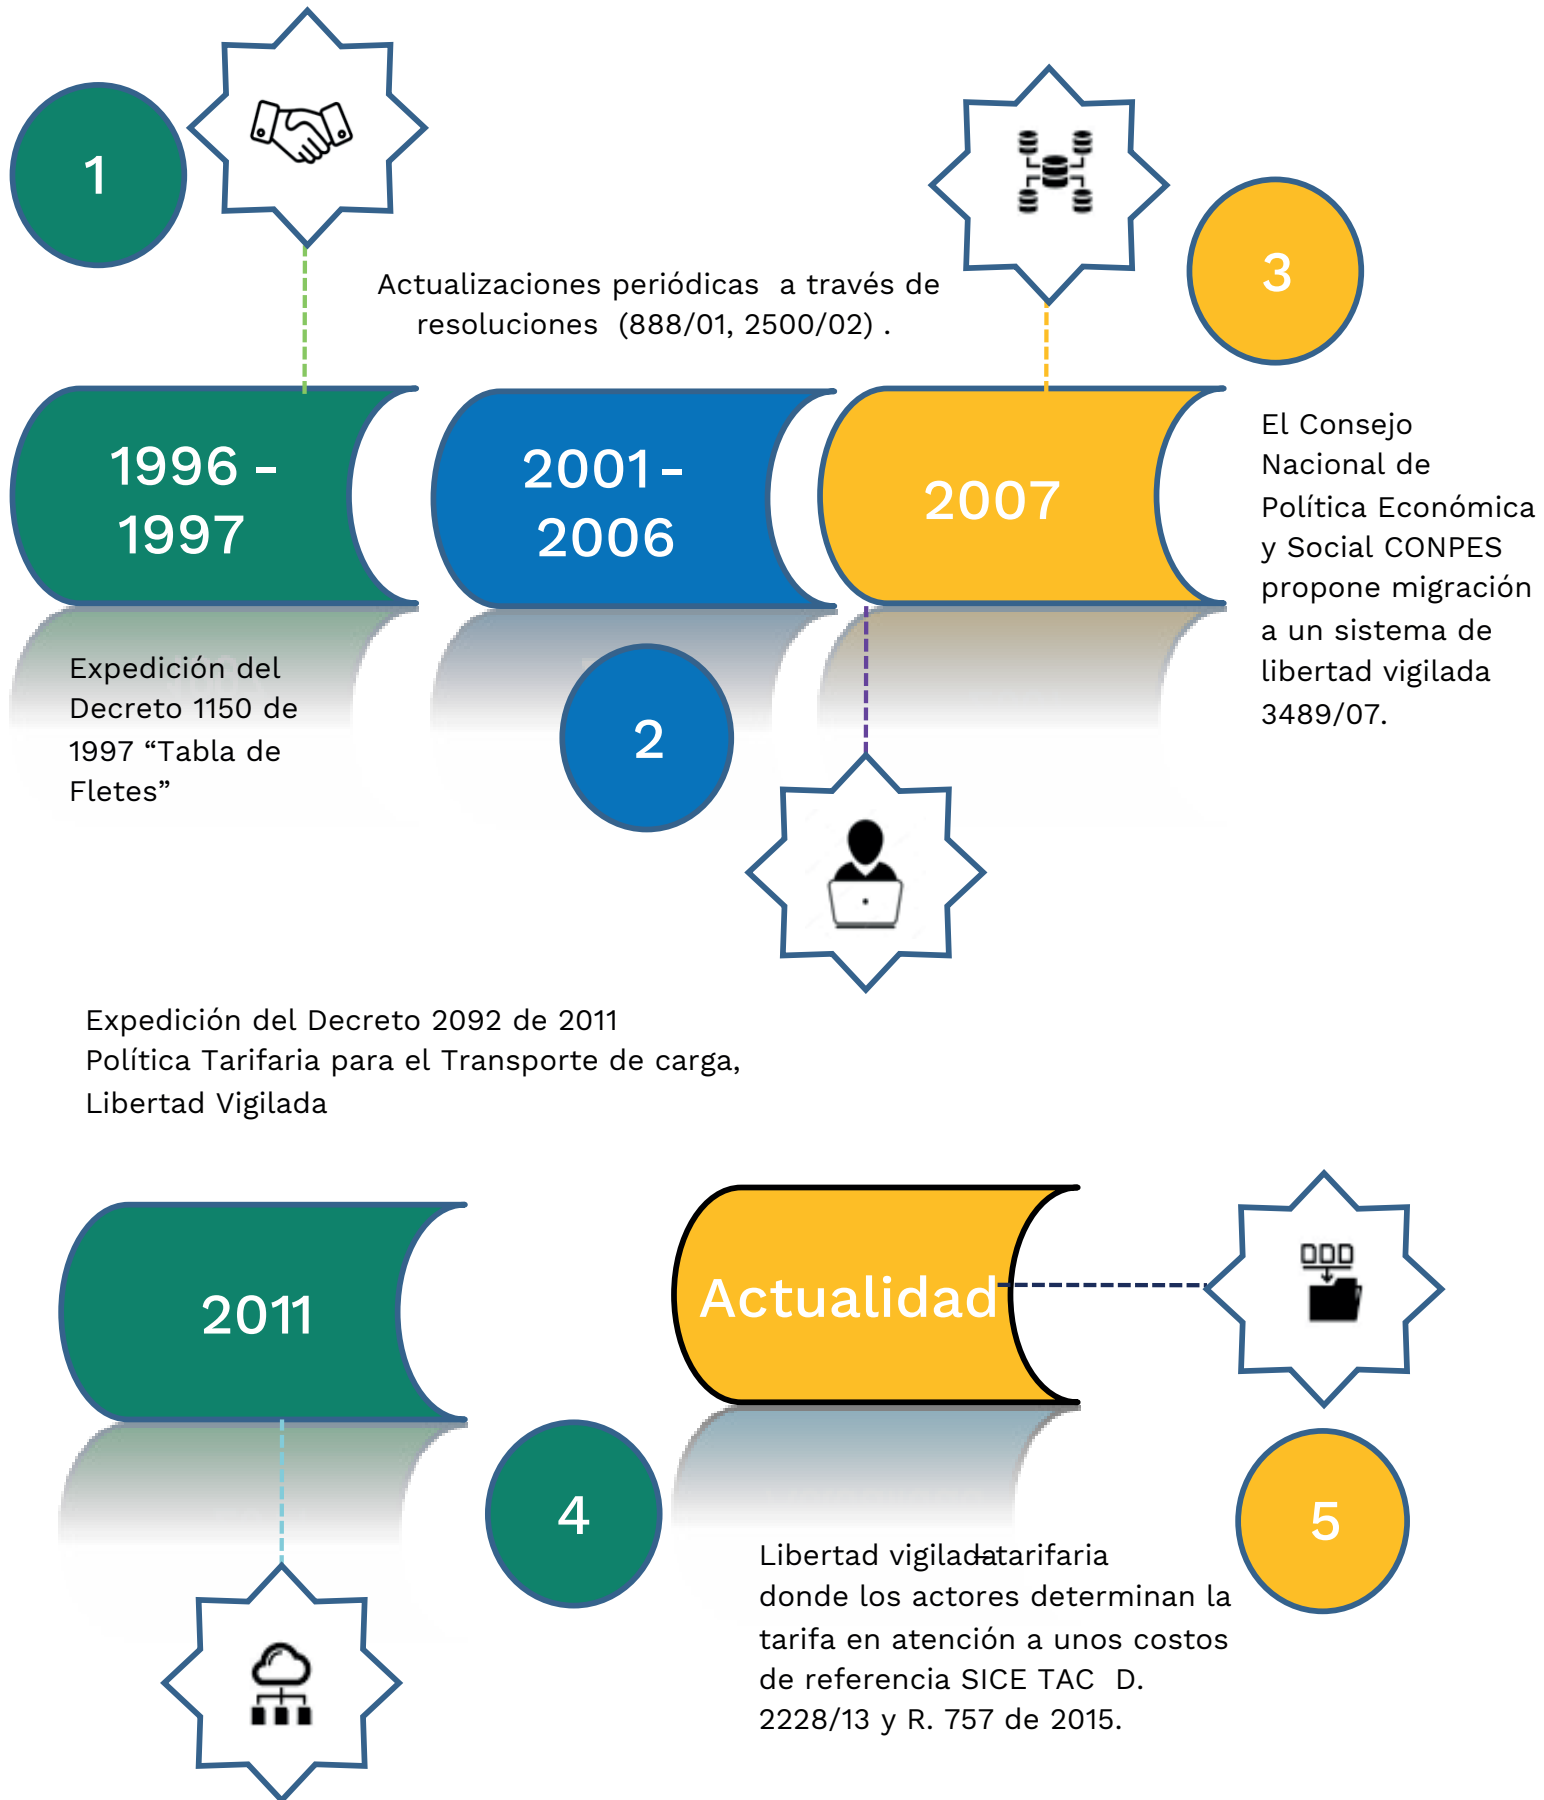 1
Actualizaciones periódicas a través de
resoluciones (888/01, 2500/02) .
3
1996 -
1997
2001-
2006
2007
El Consejo
Nacional de
Política Económica
y Social CONPES
propone migración
a un sistema de
libertad vigilada
3489/07.
Expedición del
Decreto 1150 de
1997 “Tabla de
Fletes”
2
Expedición del Decreto 2092 de 2011
Política Tarifaria para el Transporte de carga,
Libertad Vigilada
2011
Actualidad
4
5
Libertad vigilada-tarifaria
donde los actores determinan la
tarifa en atención a unos costos
de referencia SICE TAC D.
2228/13 y R. 757 de 2015.